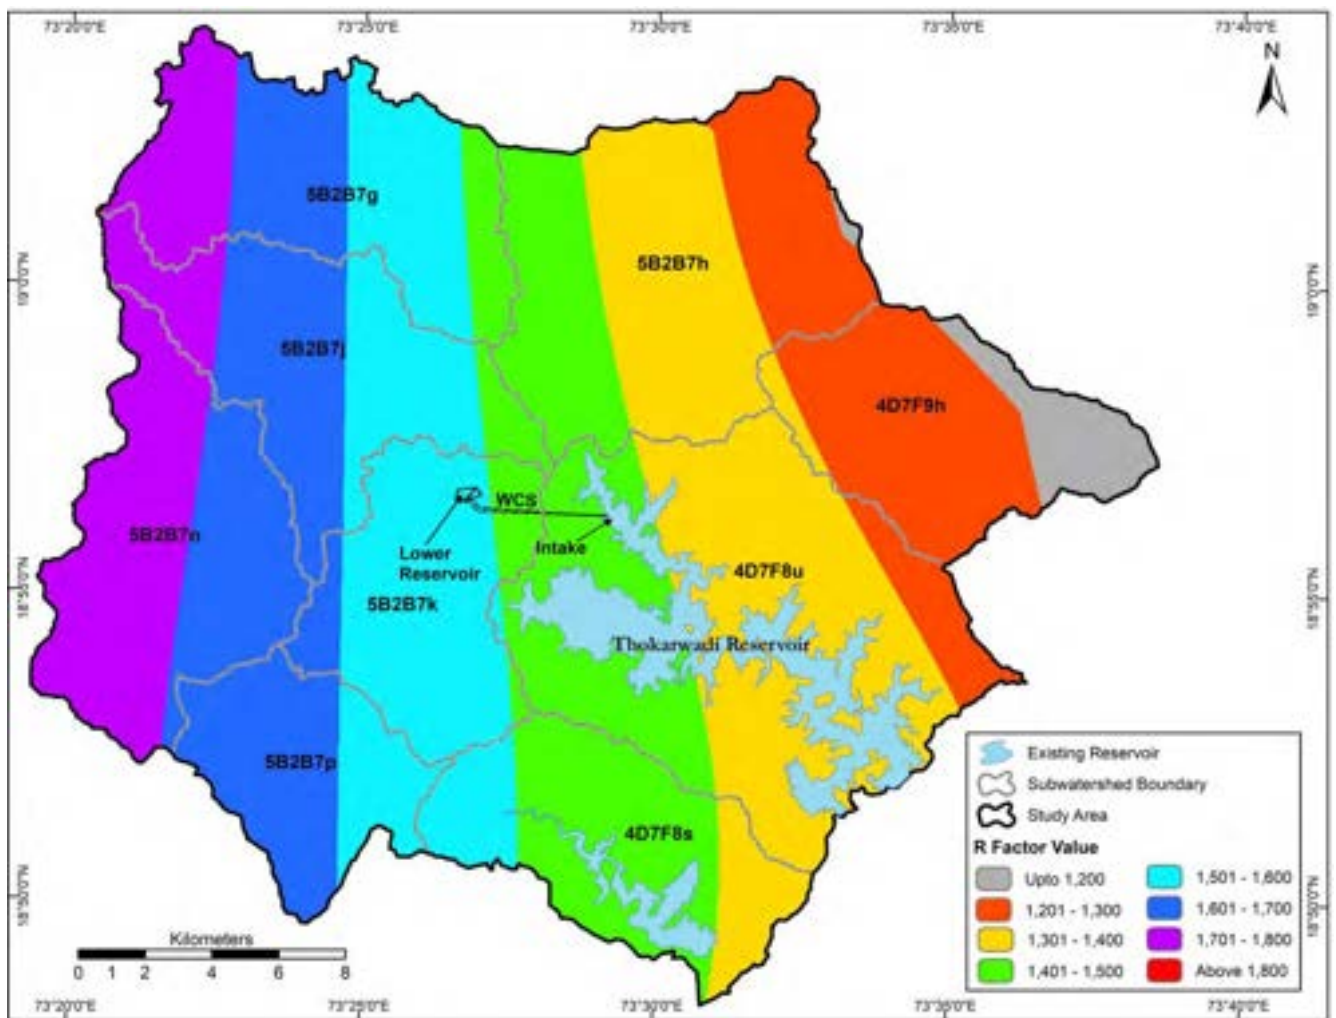 73°20'0"E 73°25'0"E 73°30'0"E 73°35'0"E 73°40'0"E
N
5B2B7g
19°0'0"N
5B2B7h
19°0'0"N
5B2B7j
4D7F9h
WCS
5B2B7n
Intake
Lower
Reservoir
4D7F8u
18°55'0"N
5B2B7k
18°55'0"N
Thokarwadi Reservoir
5B2B7p
4D7F8s
Existing Reservoir
Subwatershed Boundary
Study Area
R Factor Value
Upto 1,200
1,201 - 1,300
1,301 - 1,400
1,401 - 1,500
1,501 - 1,600
1,601 - 1,700
1,701 - 1,800
Above 1,800
18°50'0"N
18°50'0"N
Kilometers
0 1 2 4 6 8
73°20'0"E 73°25'0"E 73°30'0"E 73°35'0"E 73°40'0"E